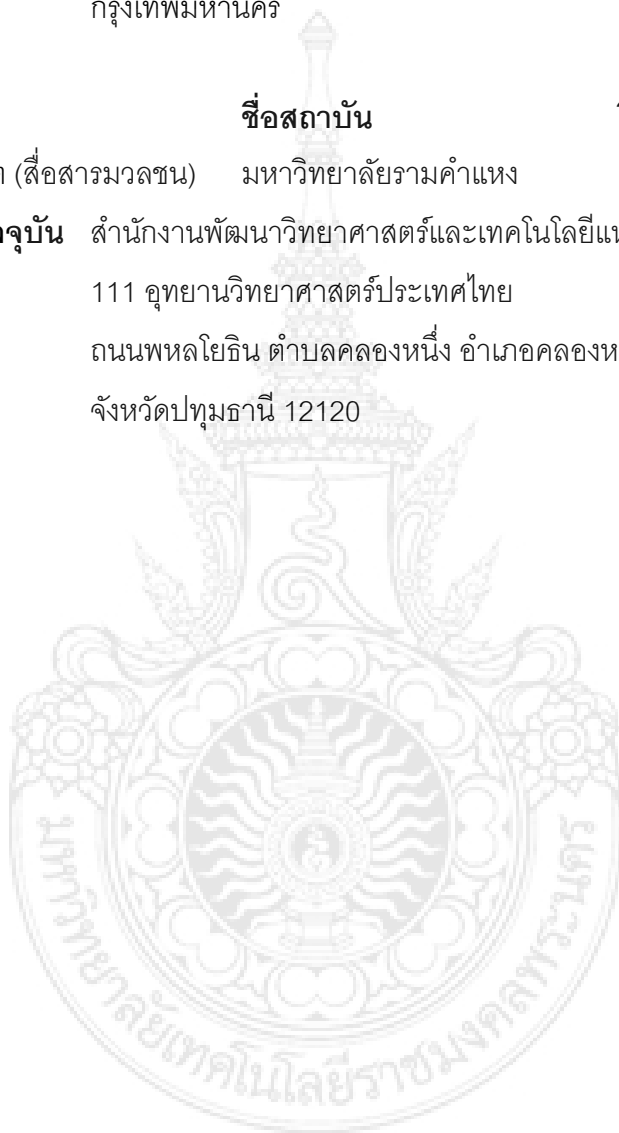 กรุงเทพมหานคร
ชื่อสถาบัน
(สื่อสารมวลชน) มหาวิทยาลัยรามคำแหง
จุบัน สำนักงานพัฒนาวิทยาศาสตร์และเทคโนโลยีแ
111 อุทยานวิทยาศาสตร์ประเทศไทย
ถนนพหลโยธิน ตำบลคลองหนึ่ง อำเภอคลองห
จังหวัดปทุมธานี 12120
มหาวิทยาลัยเทคโนโลยีราชมงคลพระนคร